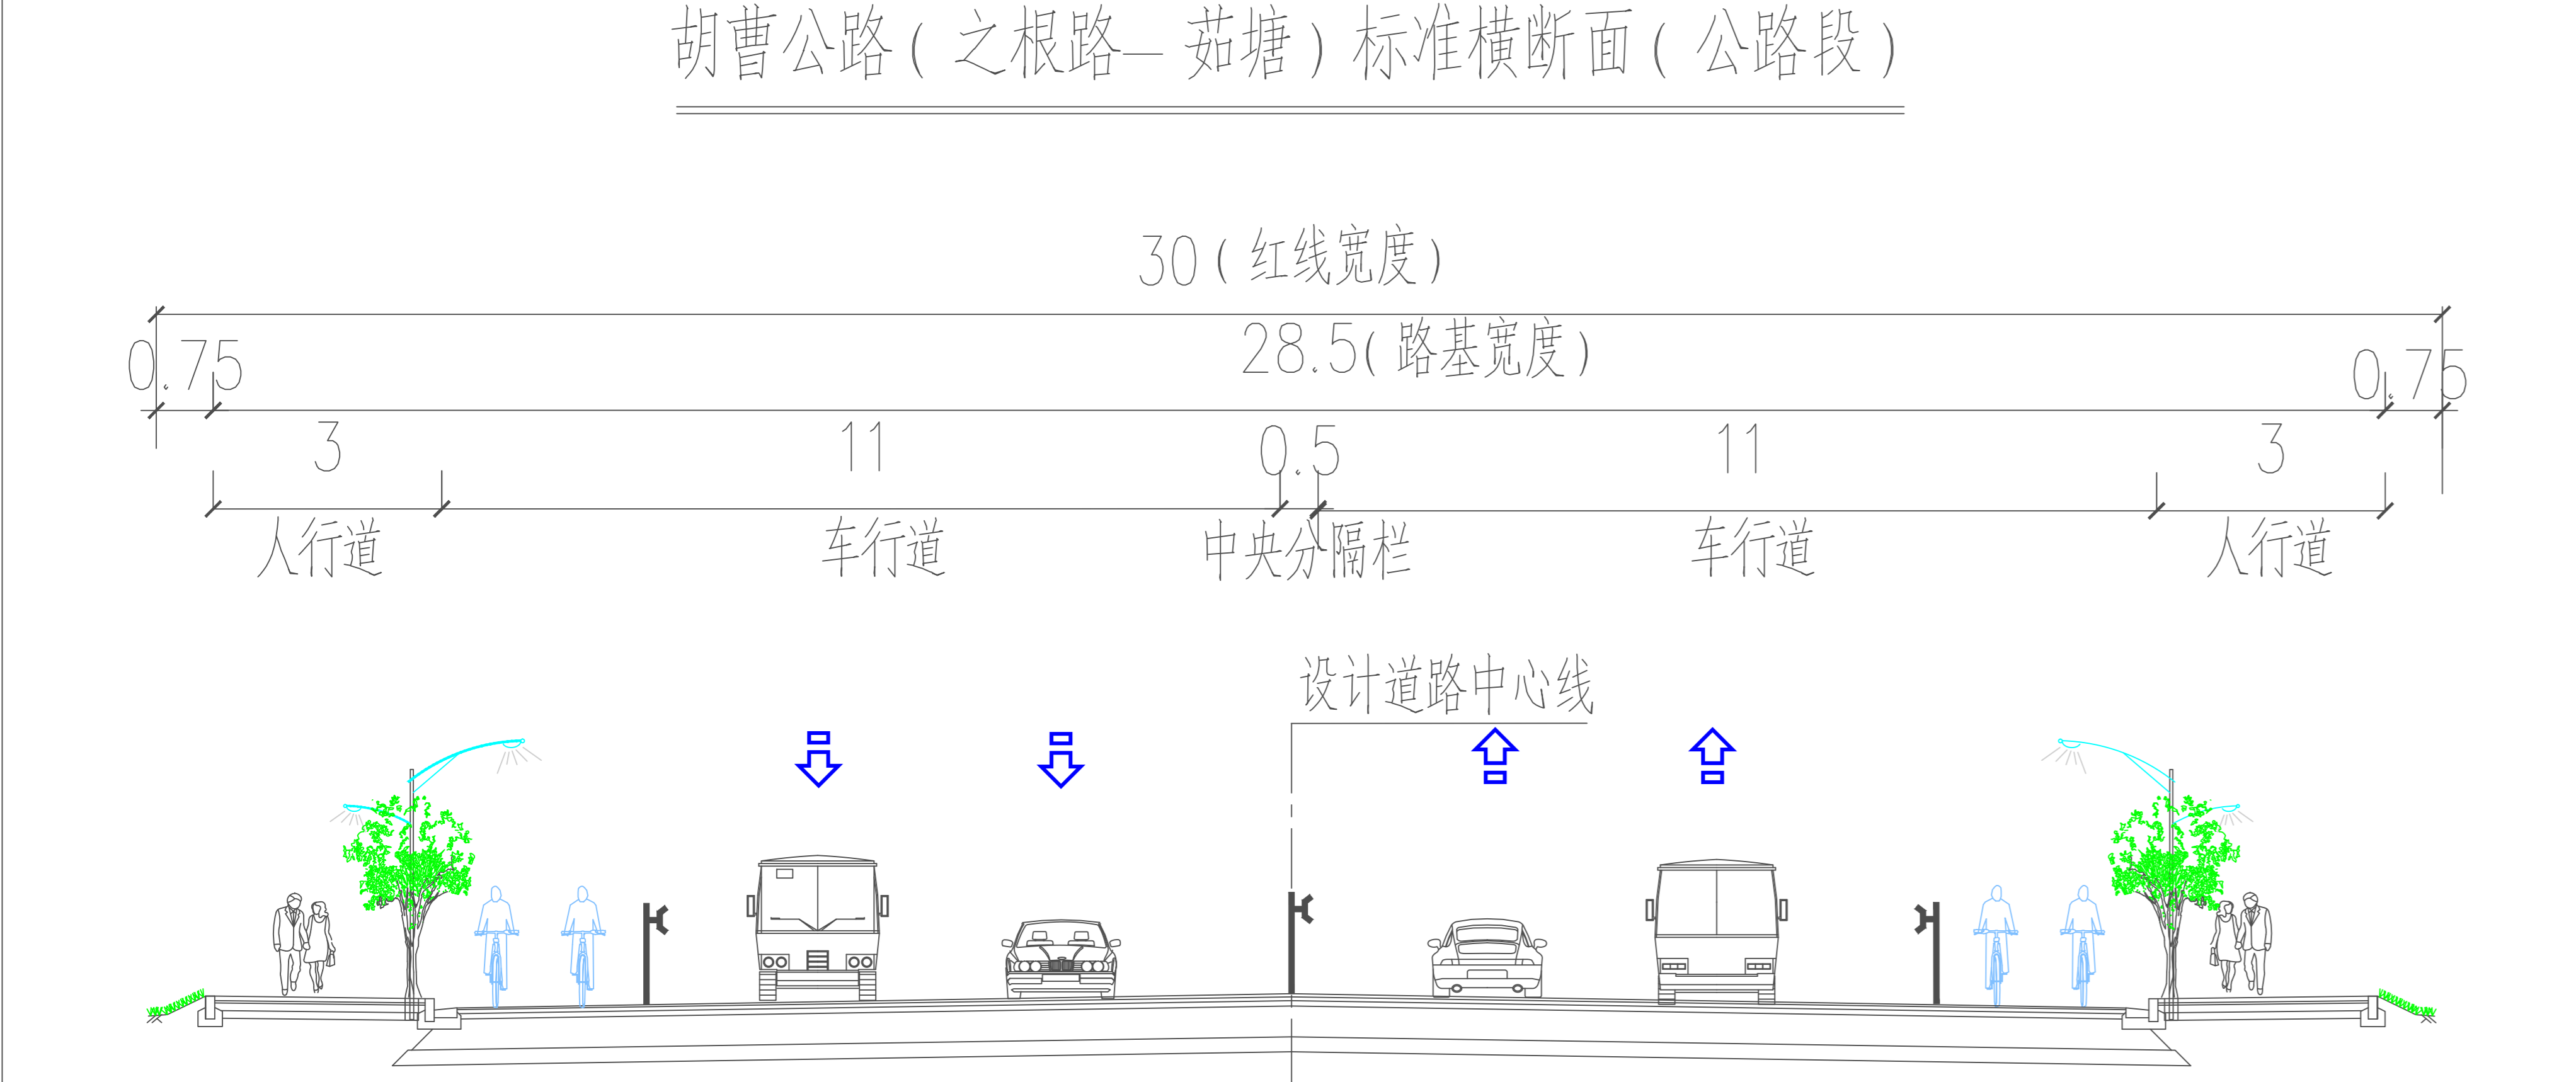 胡曹公路(之根路—茹塘)标准横断面(公路段)
30(红线宽度)
0.75 28.5(路基宽度) 0.75
3 11 0.5 11 3
人行道 车行道 中央分隔栏 车行道 人行道
设计道路中心线